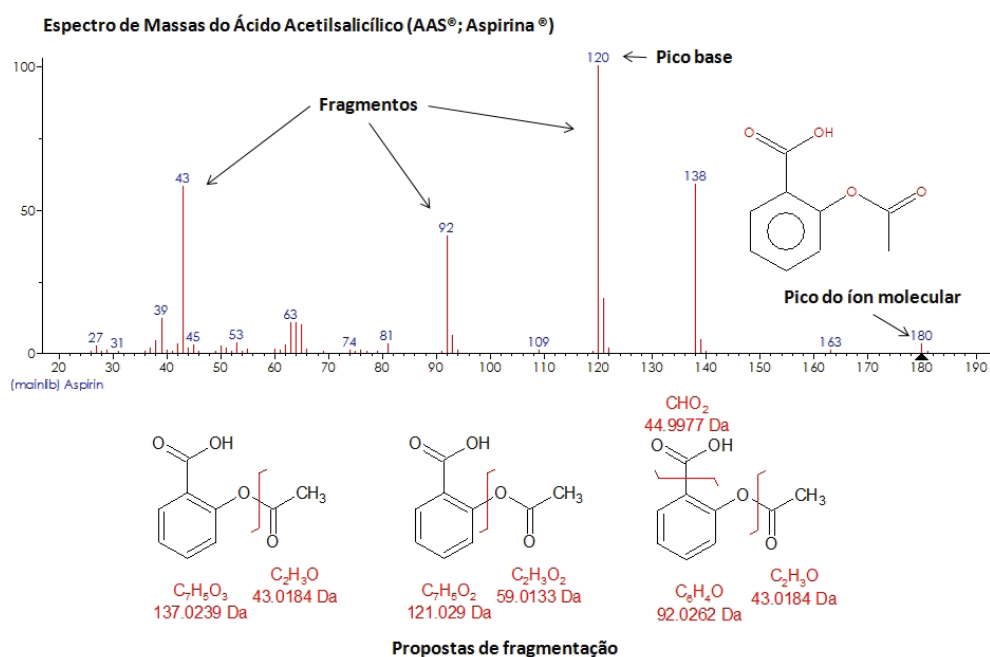 Espectro de Massas do Ácido Acetilsalicílico (AAS®; Aspirina ®)
100
120
Pico base
Fragmentos
O
OH
43
138
O
O
50
92
Pico do íon molecular
39
63
27
31
45
53
74
81
109
163
180
0
20 30 40 50 60 70 80 90 100 110 120 130 140 150 160 170 180 190
(mainlib) Aspirin
CHO₂
44.9977 Da
O OH O OH O OH
O CH₃ O CH₃ O CH₃
O O O
C₇H₅O₃ C₂H₃O C₇H₅O₂ C₂H₃O₂ C₆H₄O C₂H₃O
137.0239 Da 43.0184 Da 121.029 Da 59.0133 Da 92.0262 Da 43.0184 Da
Propostas de fragmentação